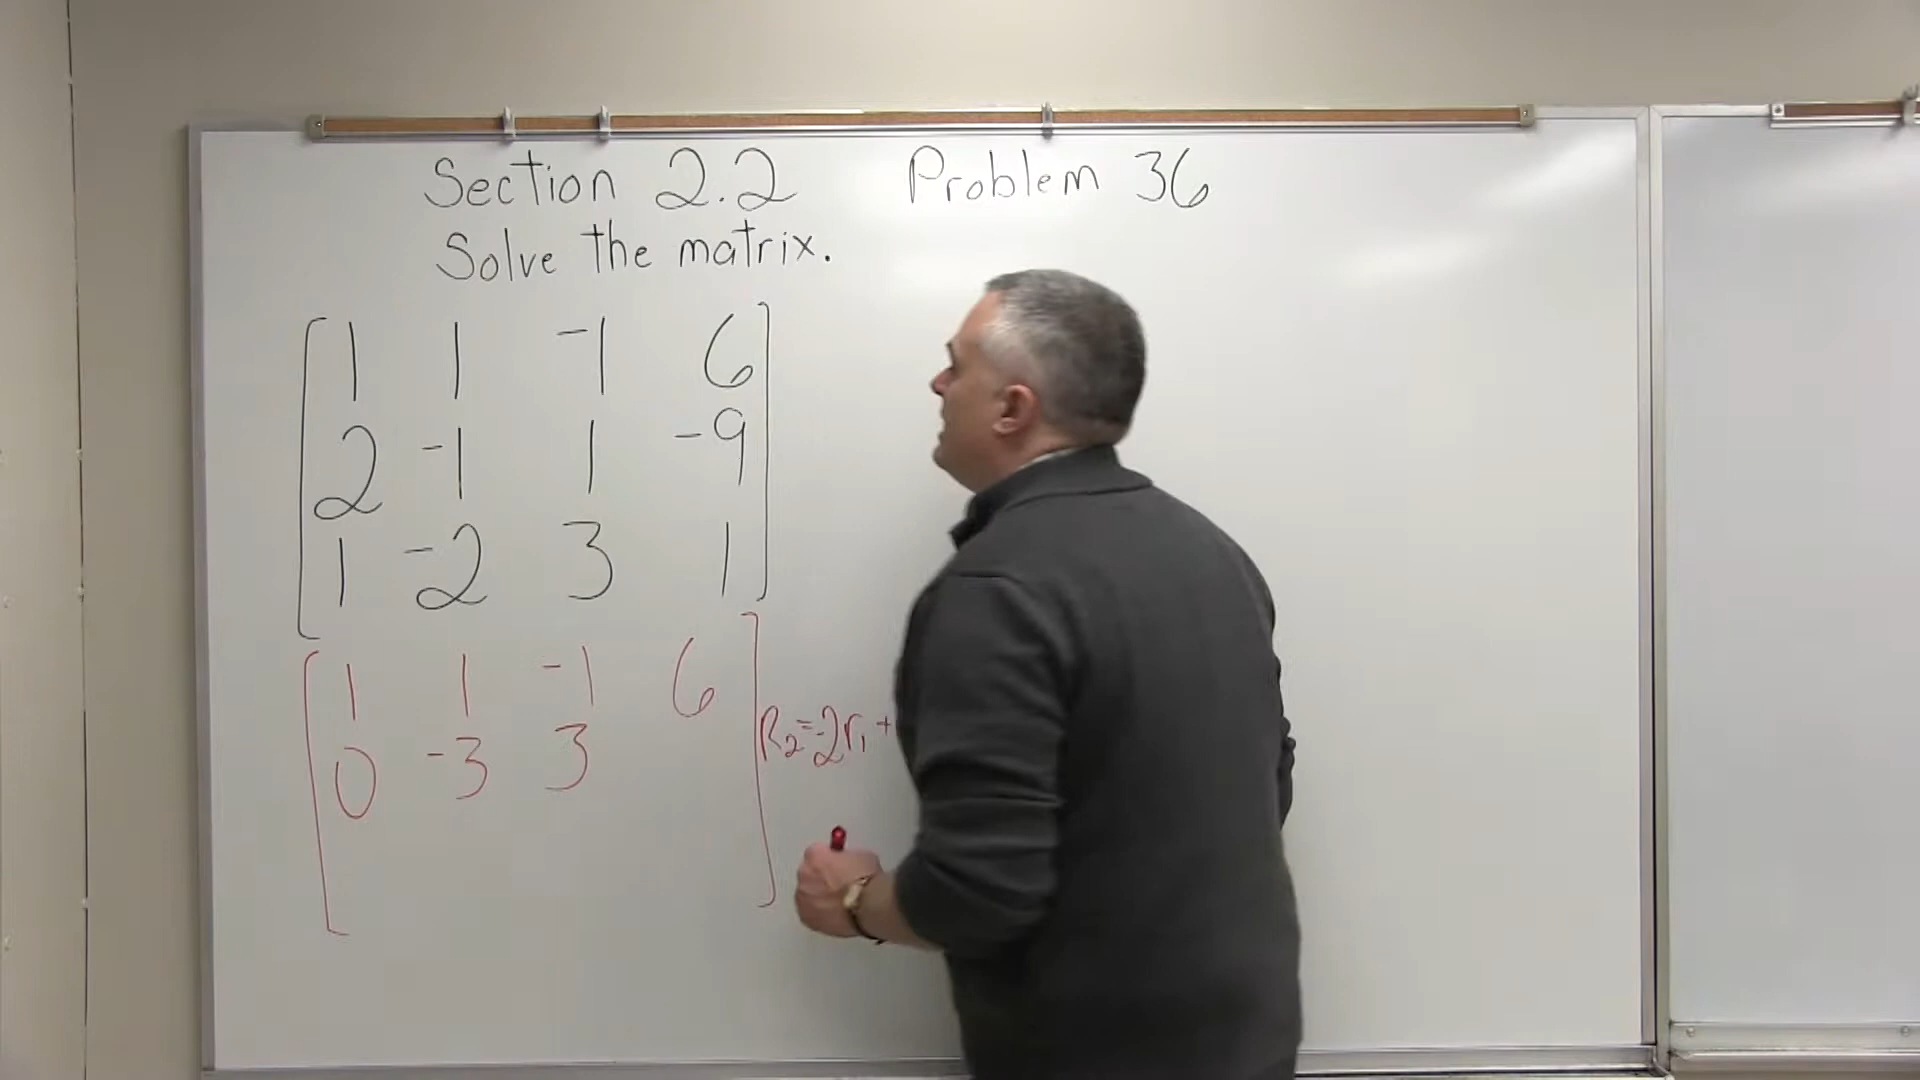 Section 2.2 Problem 36
Solve the matrix.
1 1 -1 6
2 -1 1 -9
1 -2 3 1
1 1 -1 6
0 -3 3 R₂=-2r₁+